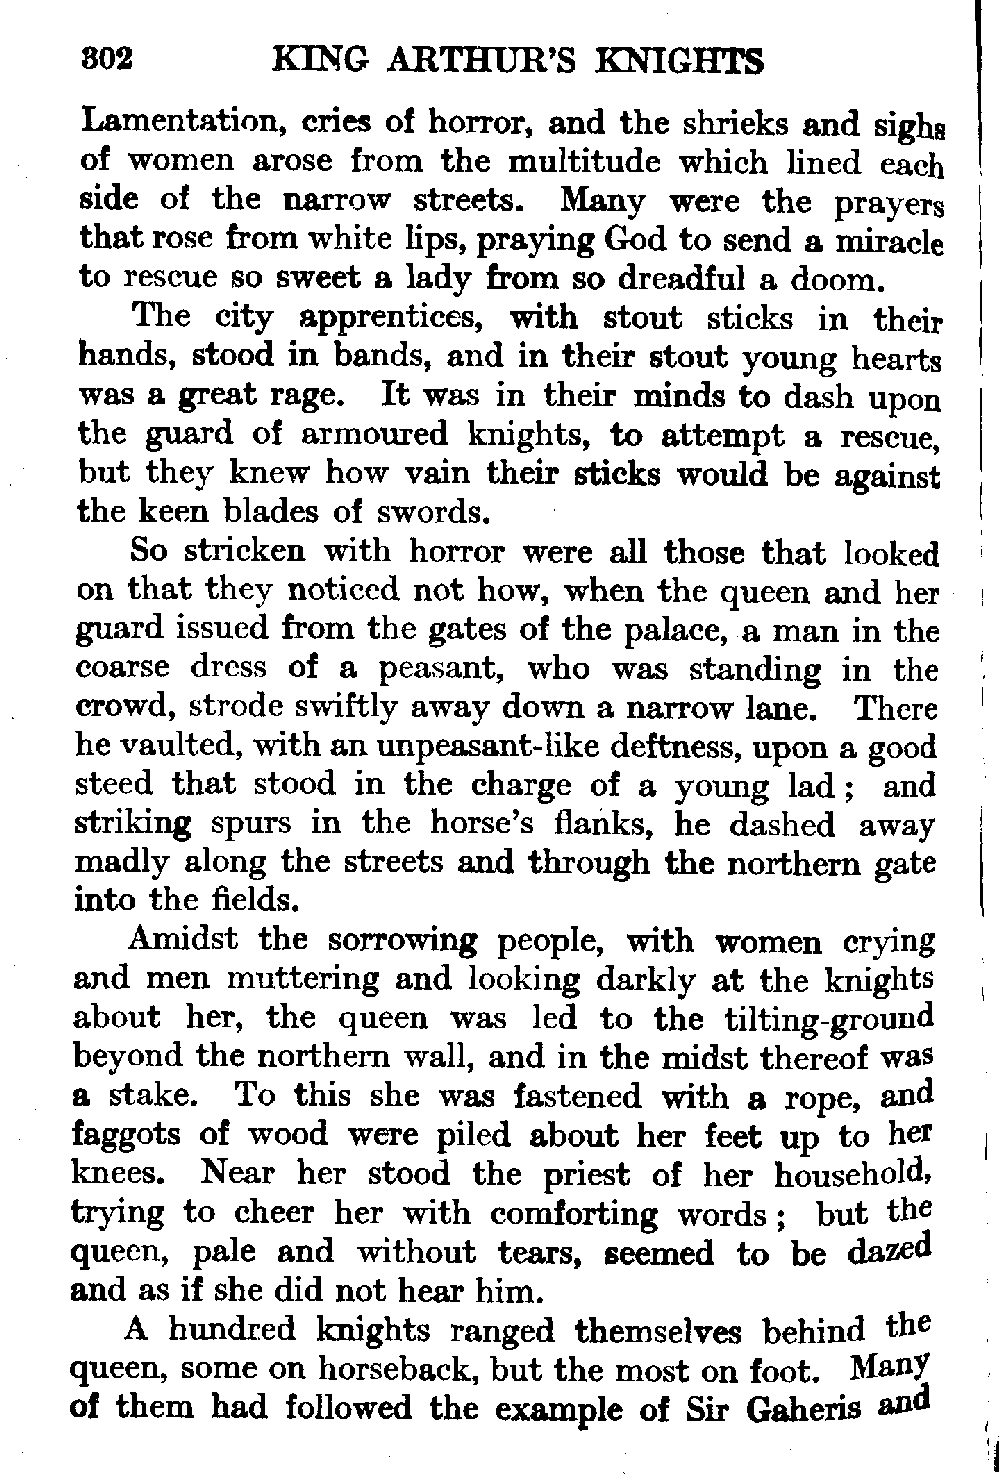 302 KING ARTHUR'S KNIGHTS
Lamentation, cries of horror, and the shrieks and sighs
of women arose from the multitude which lined each
side of the narrow streets. Many were the prayers
that rose from white lips, praying God to send a miracle
to rescue so sweet a lady from so dreadful a doom.
The city apprentices, with stout sticks in their
hands, stood in bands, and in their stout young hearts
was a great rage. It was in their minds to dash upon
the guard of armoured knights, to attempt a rescue,
but they knew how vain their sticks would be against
the keen blades of swords.
So stricken with horror were all those that looked
on that they noticed not how, when the queen and her
guard issued from the gates of the palace, a man in the
coarse dress of a peasant, who was standing in the
crowd, strode swiftly away down a narrow lane. There
he vaulted, with an unpeasant-like deftness, upon a good
steed that stood in the charge of a young lad ; and
striking spurs in the horse's flanks, he dashed away
madly along the streets and through the northern gate
into the fields.
Amidst the sorrowing people, with women crying
and men muttering and looking darkly at the knights
about her, the queen was led to the tilting-ground
beyond the northern wall, and in the midst thereof was
a stake. To this she was fastened with a rope, and
faggots of wood were piled about her feet up to her
knees. Near her stood the priest of her household,
trying to cheer her with comforting words ; but the
queen, pale and without tears, seemed to be dazed
and as if she did not hear him.
A hundred knights ranged themselves behind the
queen, some on horseback, but the most on foot. Many
of them had followed the example of Sir Gaheris and